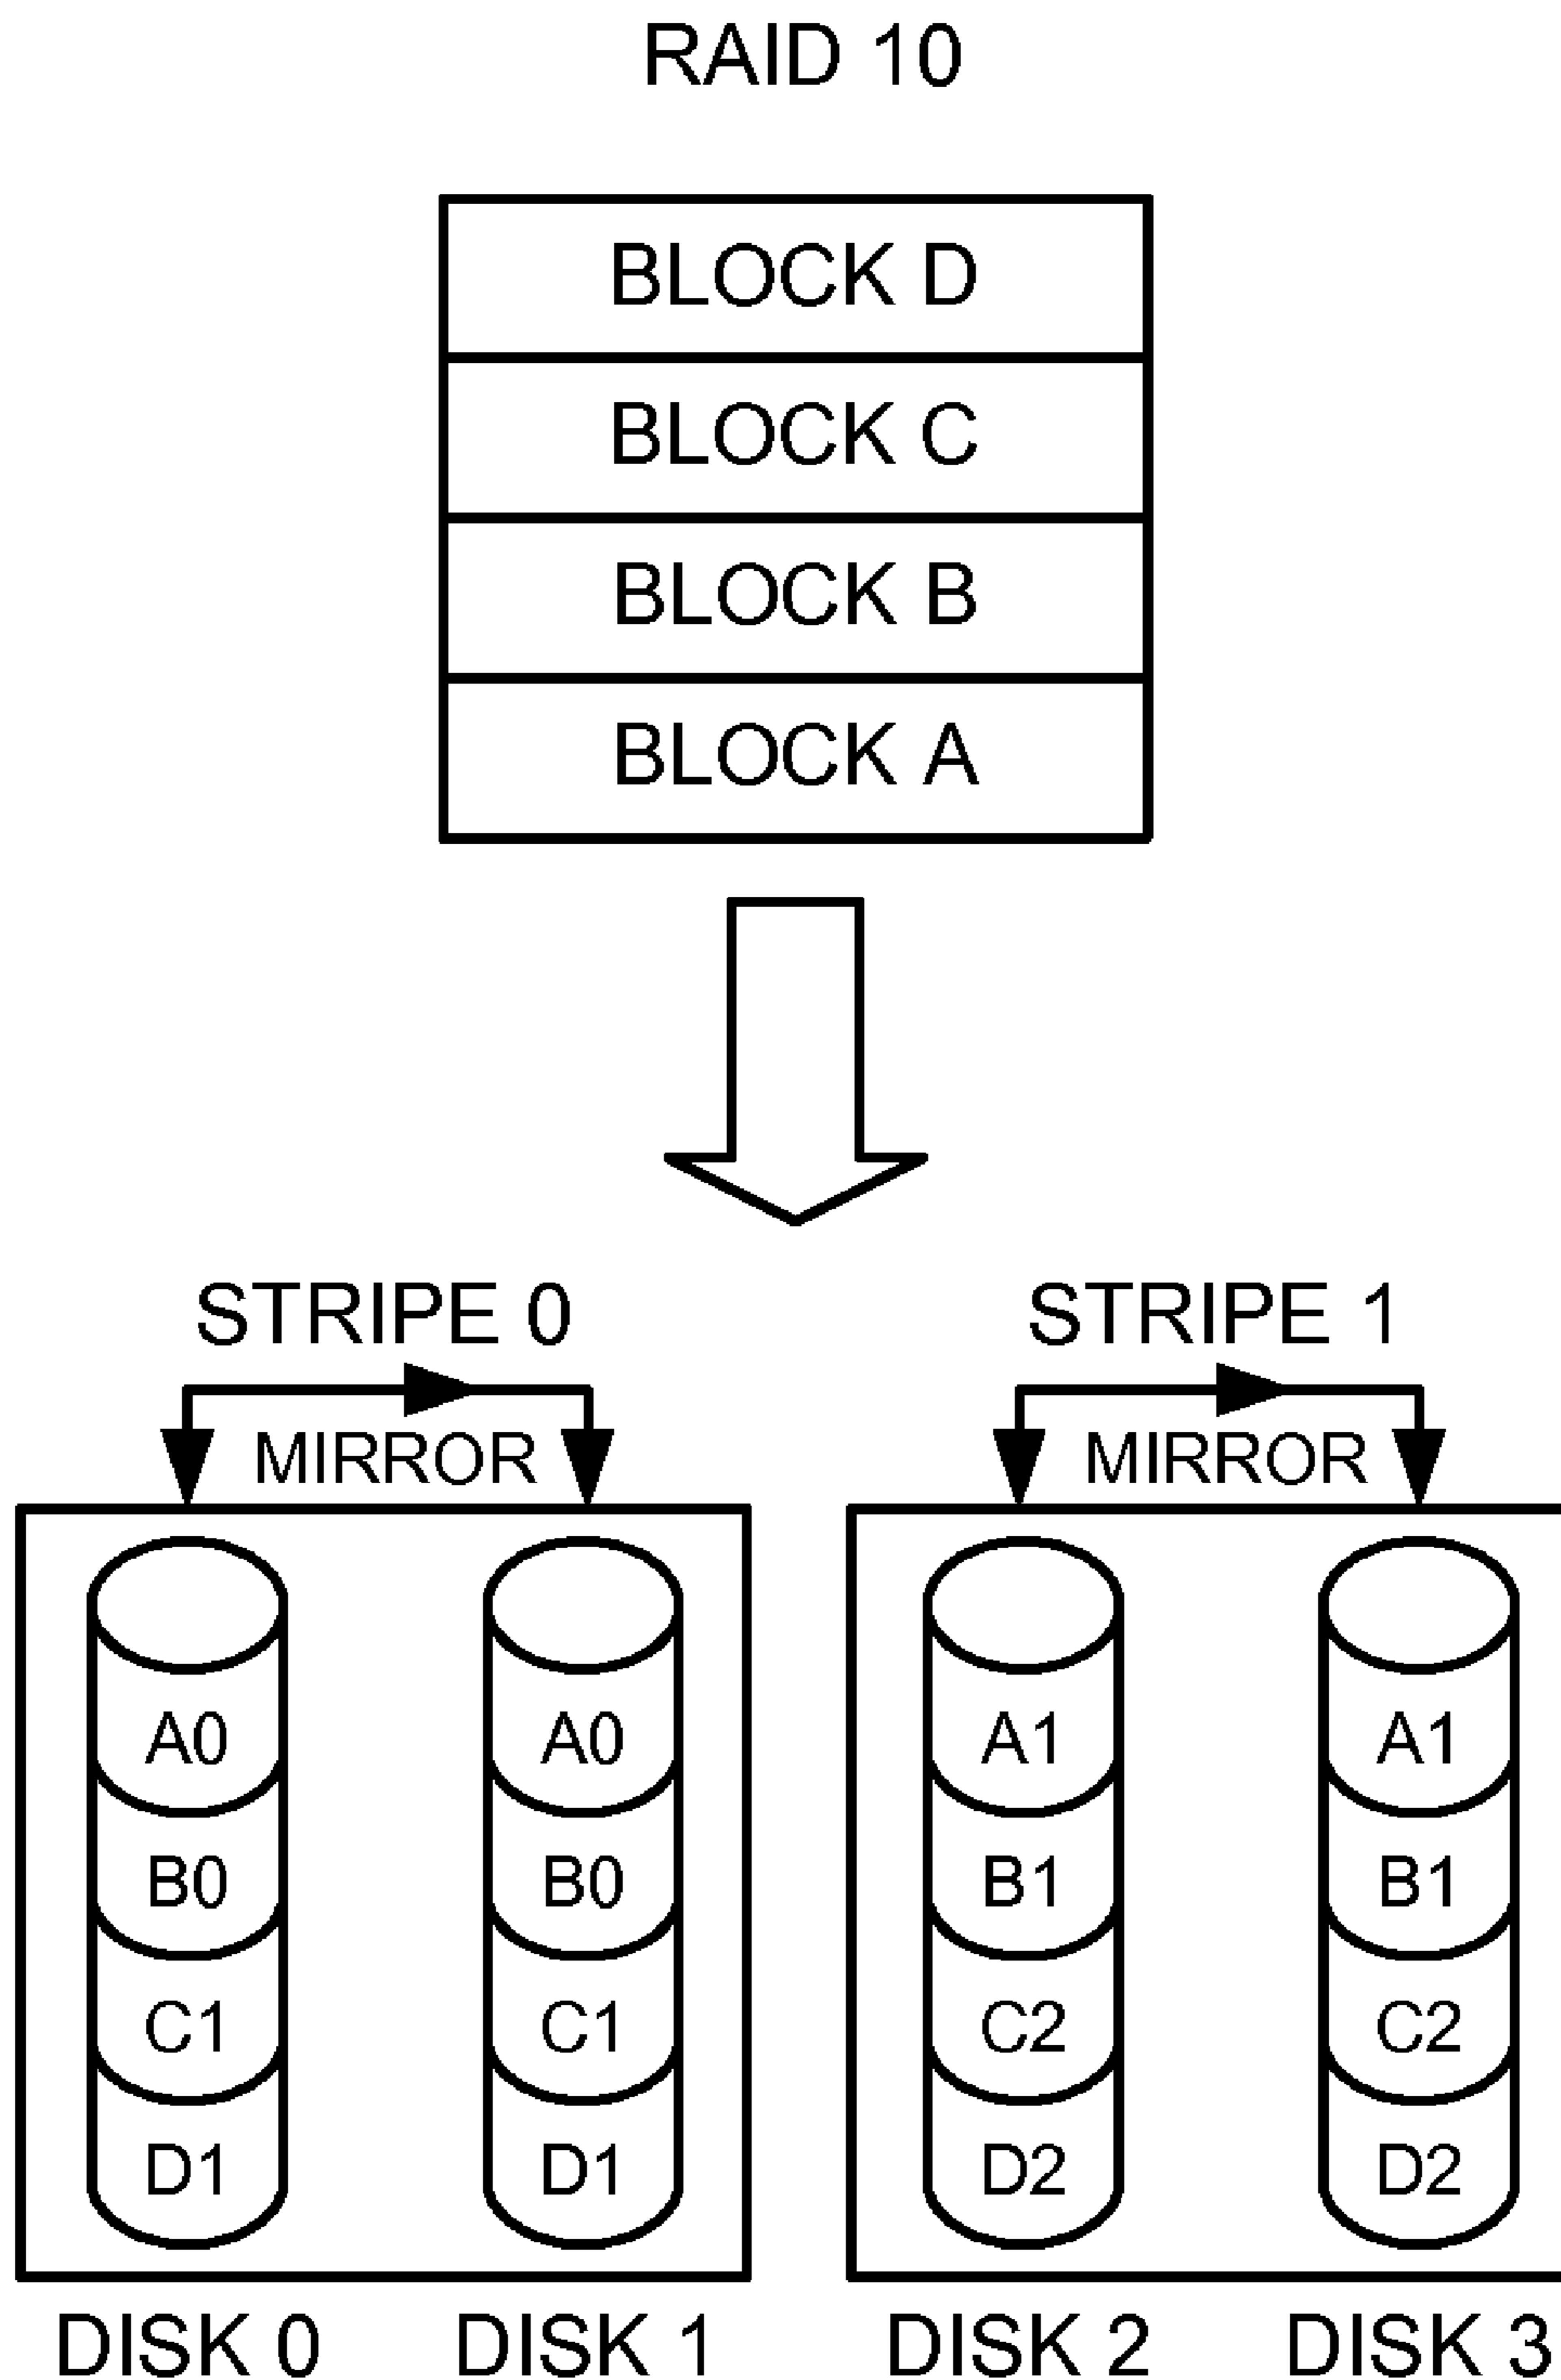 RAID 10
BLOCK D
BLOCK C
BLOCK B
BLOCK A
STRIPE 0 STRIPE 1
MIRROR MIRROR
A0 A0 A1 A1
B0 B0 B1 B1
C1 C1 C2 C2
D1 D1 D2 D2
DISK 0 DISK 1 DISK 2 DISK 3